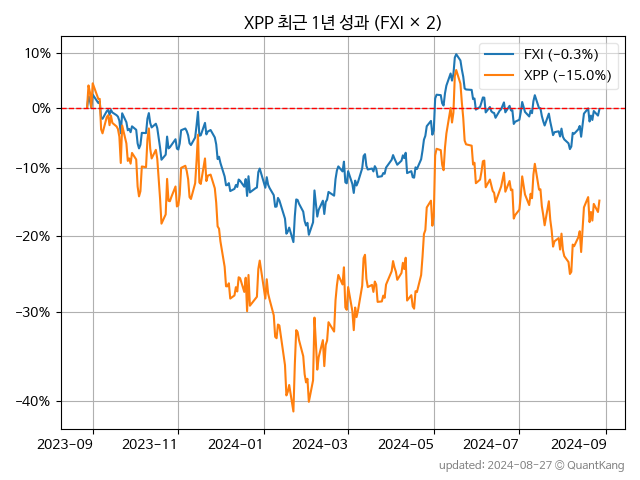 XPP 최근 1년 성과 (FXI × 2)
FXI (−0.3%)
XPP (−15.0%)
10%
0%
−10%
−20%
−30%
−40%
2023-09 2023-11 2024-01 2024-03 2024-05 2024-07 2024-09
updated: 2024-08-27 © QuantKang